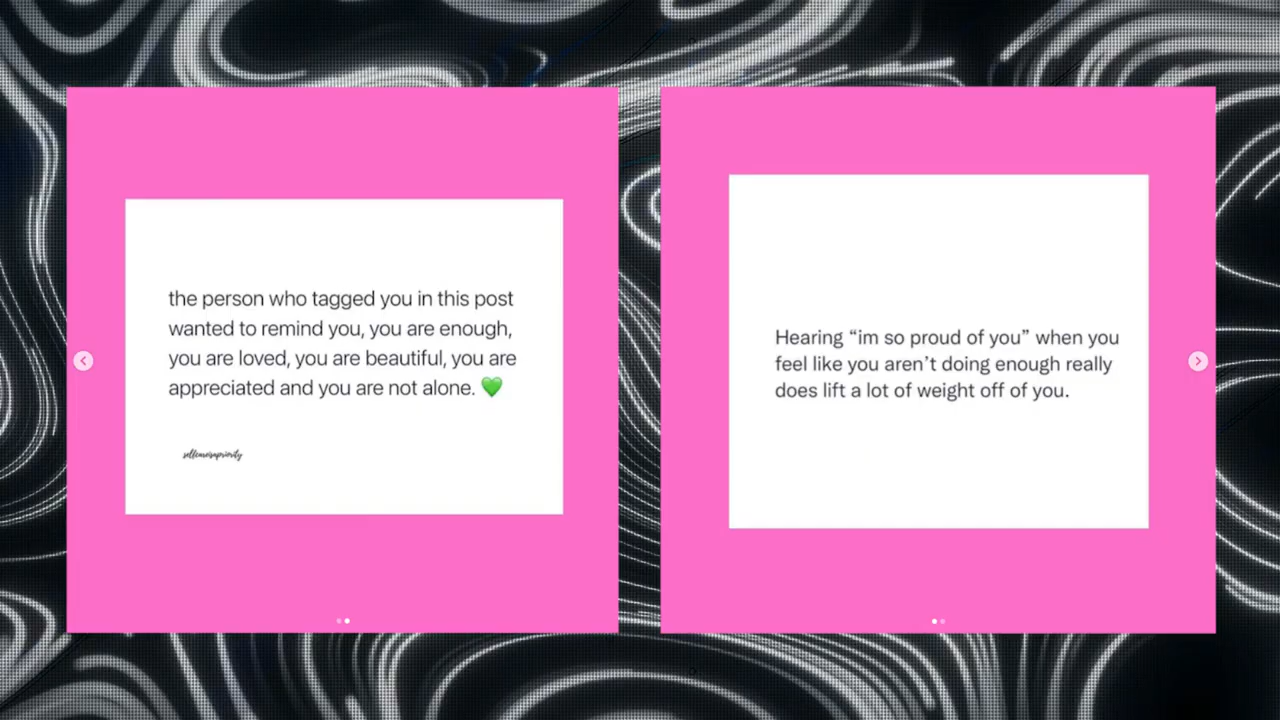 the person who tagged you in this post
wanted to remind you, you are enough,
you are loved, you are beautiful, you are
appreciated and you are not alone. 💚
selfcareisapriority
Hearing “im so proud of you” when you
feel like you aren’t doing enough really
does lift a lot of weight off of you.